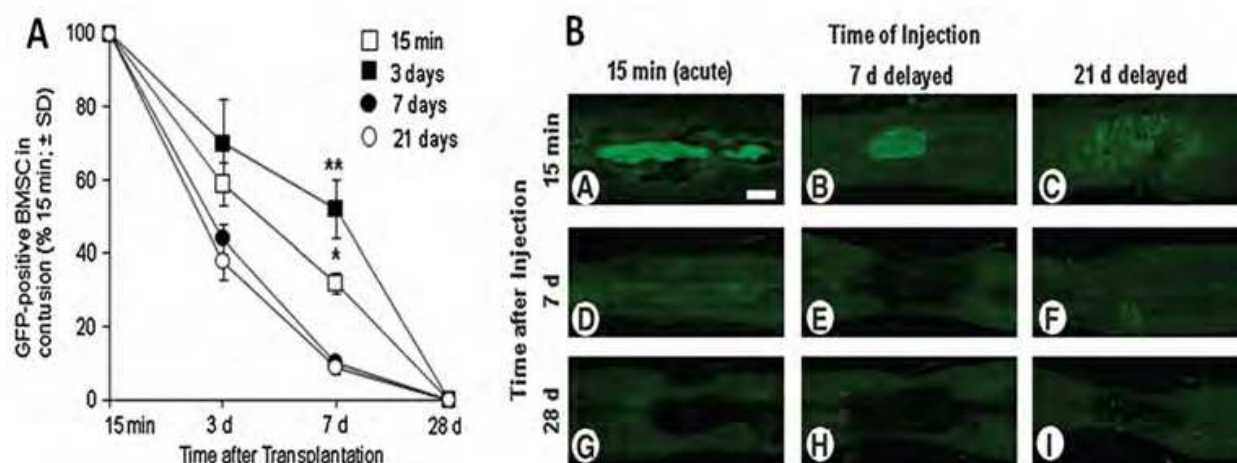 A
GFP-positive BMSC in
contusion (% 15 min; ± SD)
100
80
60
40
20
0
15 min
3 days
7 days
21 days
**
*
15 min
3 d
7 d
28 d
Time after Transplantation
B
Time of Injection
15 min (acute)
7 d delayed
21 d delayed
Time after Injection
15 min
A
B
C
7 d
D
E
F
28 d
G
H
I